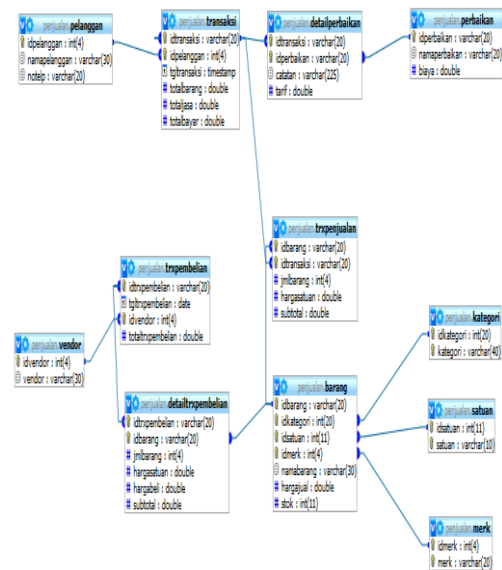 penjualan pelanggan
idpelanggan : int(4)
namapelanggan : varchar(30)
notelp : varchar(20)
penjualan transaksi
idtransaksi : varchar(20)
idpelanggan : int(4)
tgltransaksi : timestamp
totalbarang : double
totaljasa : double
totalbayar : double
penjualan detailperbaikan
idtransaksi : varchar(20)
idperbaikan : varchar(20)
catatan : varchar(225)
tarif : double
penjualan perbaikan
idperbaikan : varchar(20)
namaperbaikan : varchar(20)
biaya : double
penjualan trxpenjualan
idbarang : varchar(20)
idtransaksi : varchar(20)
jmlbarang : int(4)
hargasatuan : double
subtotal : double
penjualan trxpembelian
idtrxpembelian : varchar(20)
tgltrxpembelian : date
idvendor : int(4)
totaltrxpembelian : double
penjualan vendor
idvendor : int(4)
vendor : varchar(30)
penjualan kategori
idkategori : int(20)
kategori : varchar(40)
penjualan detailtrxpembelian
idtrxpembelian : varchar(20)
idbarang : varchar(20)
jmlbarang : int(4)
hargasatuan : double
hargabeli : double
subtotal : double
penjualan barang
idbarang : varchar(20)
idkategori : int(20)
idsatuan : int(11)
idmerk : int(4)
namabarang : varchar(30)
hargajual : double
stok : int(11)
penjualan satuan
idsatuan : int(11)
satuan : varchar(10)
penjualan merk
idmerk : int(4)
merk : varchar(20)